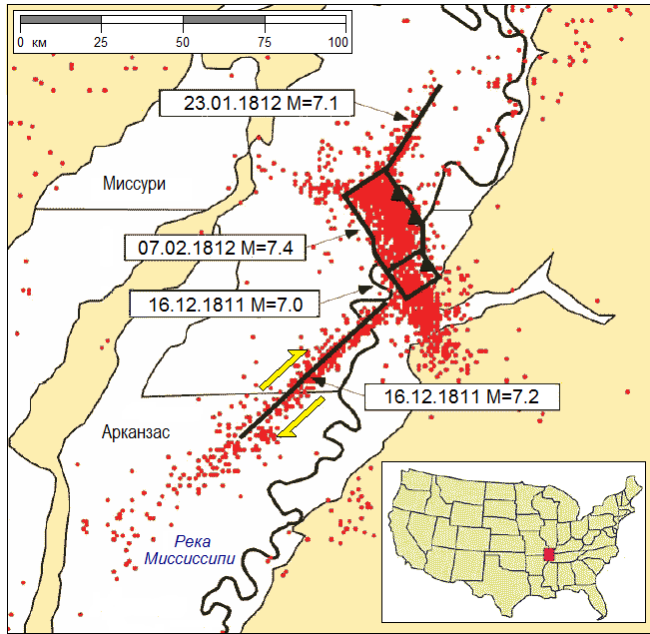 0 км 25 50 75 100
23.01.1812 M=7.1
Миссури
07.02.1812 M=7.4
16.12.1811 M=7.0
16.12.1811 M=7.2
Арканзас
Река
Миссиссипи